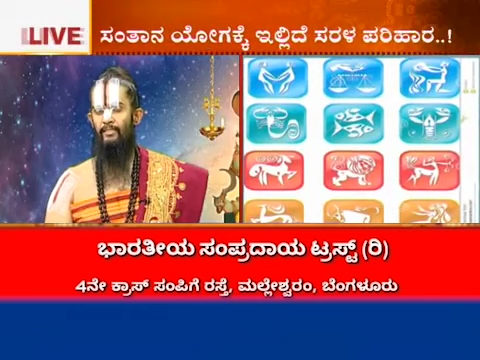 LIVE
ಸಂತಾನ ಯೋಗಕ್ಕೆ ಇಲ್ಲಿದೆ ಸರಳ ಪರಿಹಾರ..!
ಭಾರತೀಯ ಸಂಪ್ರದಾಯ ಟ್ರಸ್ಟ್ (ರಿ)
4ನೇ ಕ್ರಾಸ್ ಸಂಪಿಗೆ ರಸ್ತೆ, ಮಲ್ಲೇಶ್ವರಂ, ಬೆಂಗಳೂರು